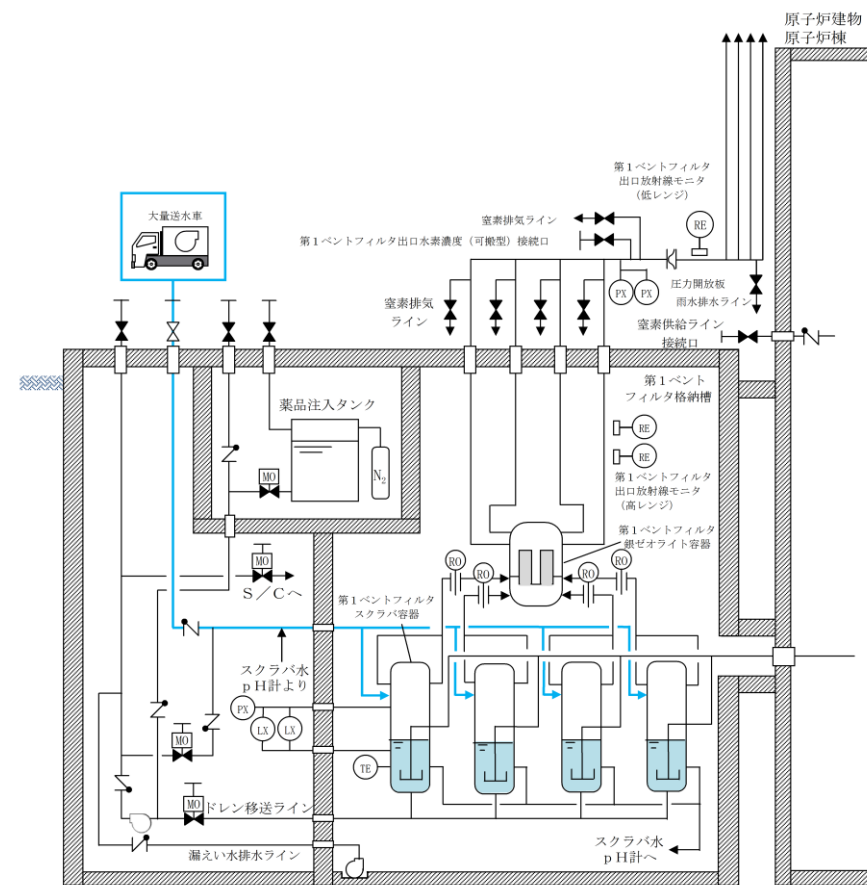 原子炉建物
原子炉棟
第1ベントフィルタ
出口放射線モニタ
(低レンジ)
RE
窒素排気ライン
第1ベントフィルタ出口水素濃度(可搬型)接続口
大量送水車
PX
PX
圧力開放板
雨水排水ライン
窒素排気
ライン
窒素供給ライン
接続口
第1ベント
フィルタ格納槽
薬品注入タンク
N₂
MO
RE
RE
第1ベントフィルタ
出口放射線モニタ
(高レンジ)
第1ベントフィルタ
銀ゼオライト容器
MO
S/Cへ
RO
RO
RO
RO
第1ベントフィルタ
スクラバ容器
スクラバ水
pH計より
PX
LX
LX
MO
TE
MO
ドレン移送ライン
スクラバ水
pH計へ
漏えい水排水ライン